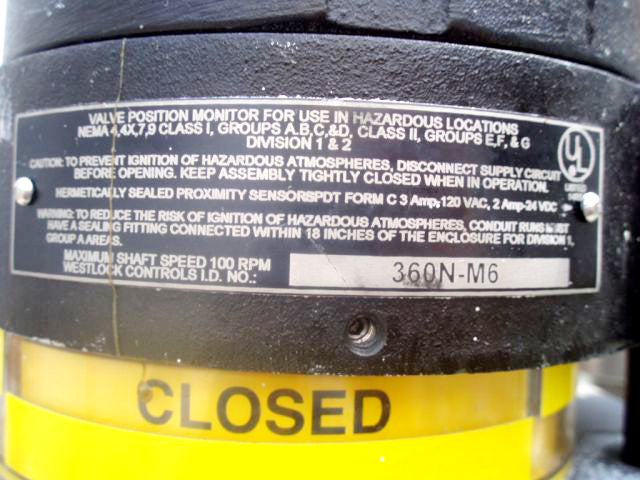 VALVE POSITION MONITOR FOR USE IN HAZARDOUS LOCATIONS
NEMA 4,4X,7,9 CLASS I, GROUPS A,B,C,&D, CLASS II, GROUPS E,F, & G
DIVISION 1 & 2
UL
LISTED
CAUTION: TO PREVENT IGNITION OF HAZARDOUS ATMOSPHERES, DISCONNECT SUPPLY CIRCUIT
BEFORE OPENING. KEEP ASSEMBLY TIGHTLY CLOSED WHEN IN OPERATION.
HERMETICALLY SEALED PROXIMITY SENSORSPDT FORM C 3 Amp,120 VAC, 2 Amp-24 VDC
WARNING: TO REDUCE THE RISK OF IGNITION OF HAZARDOUS ATMOSPHERES, CONDUIT RUNS MUST
HAVE A SEALING FITTING CONNECTED WITHIN 18 INCHES OF THE ENCLOSURE FOR DIVISION 1,
GROUP A AREAS.
MAXIMUM SHAFT SPEED 100 RPM
WESTLOCK CONTROLS I.D. NO.: 360N-M6
CLOSED